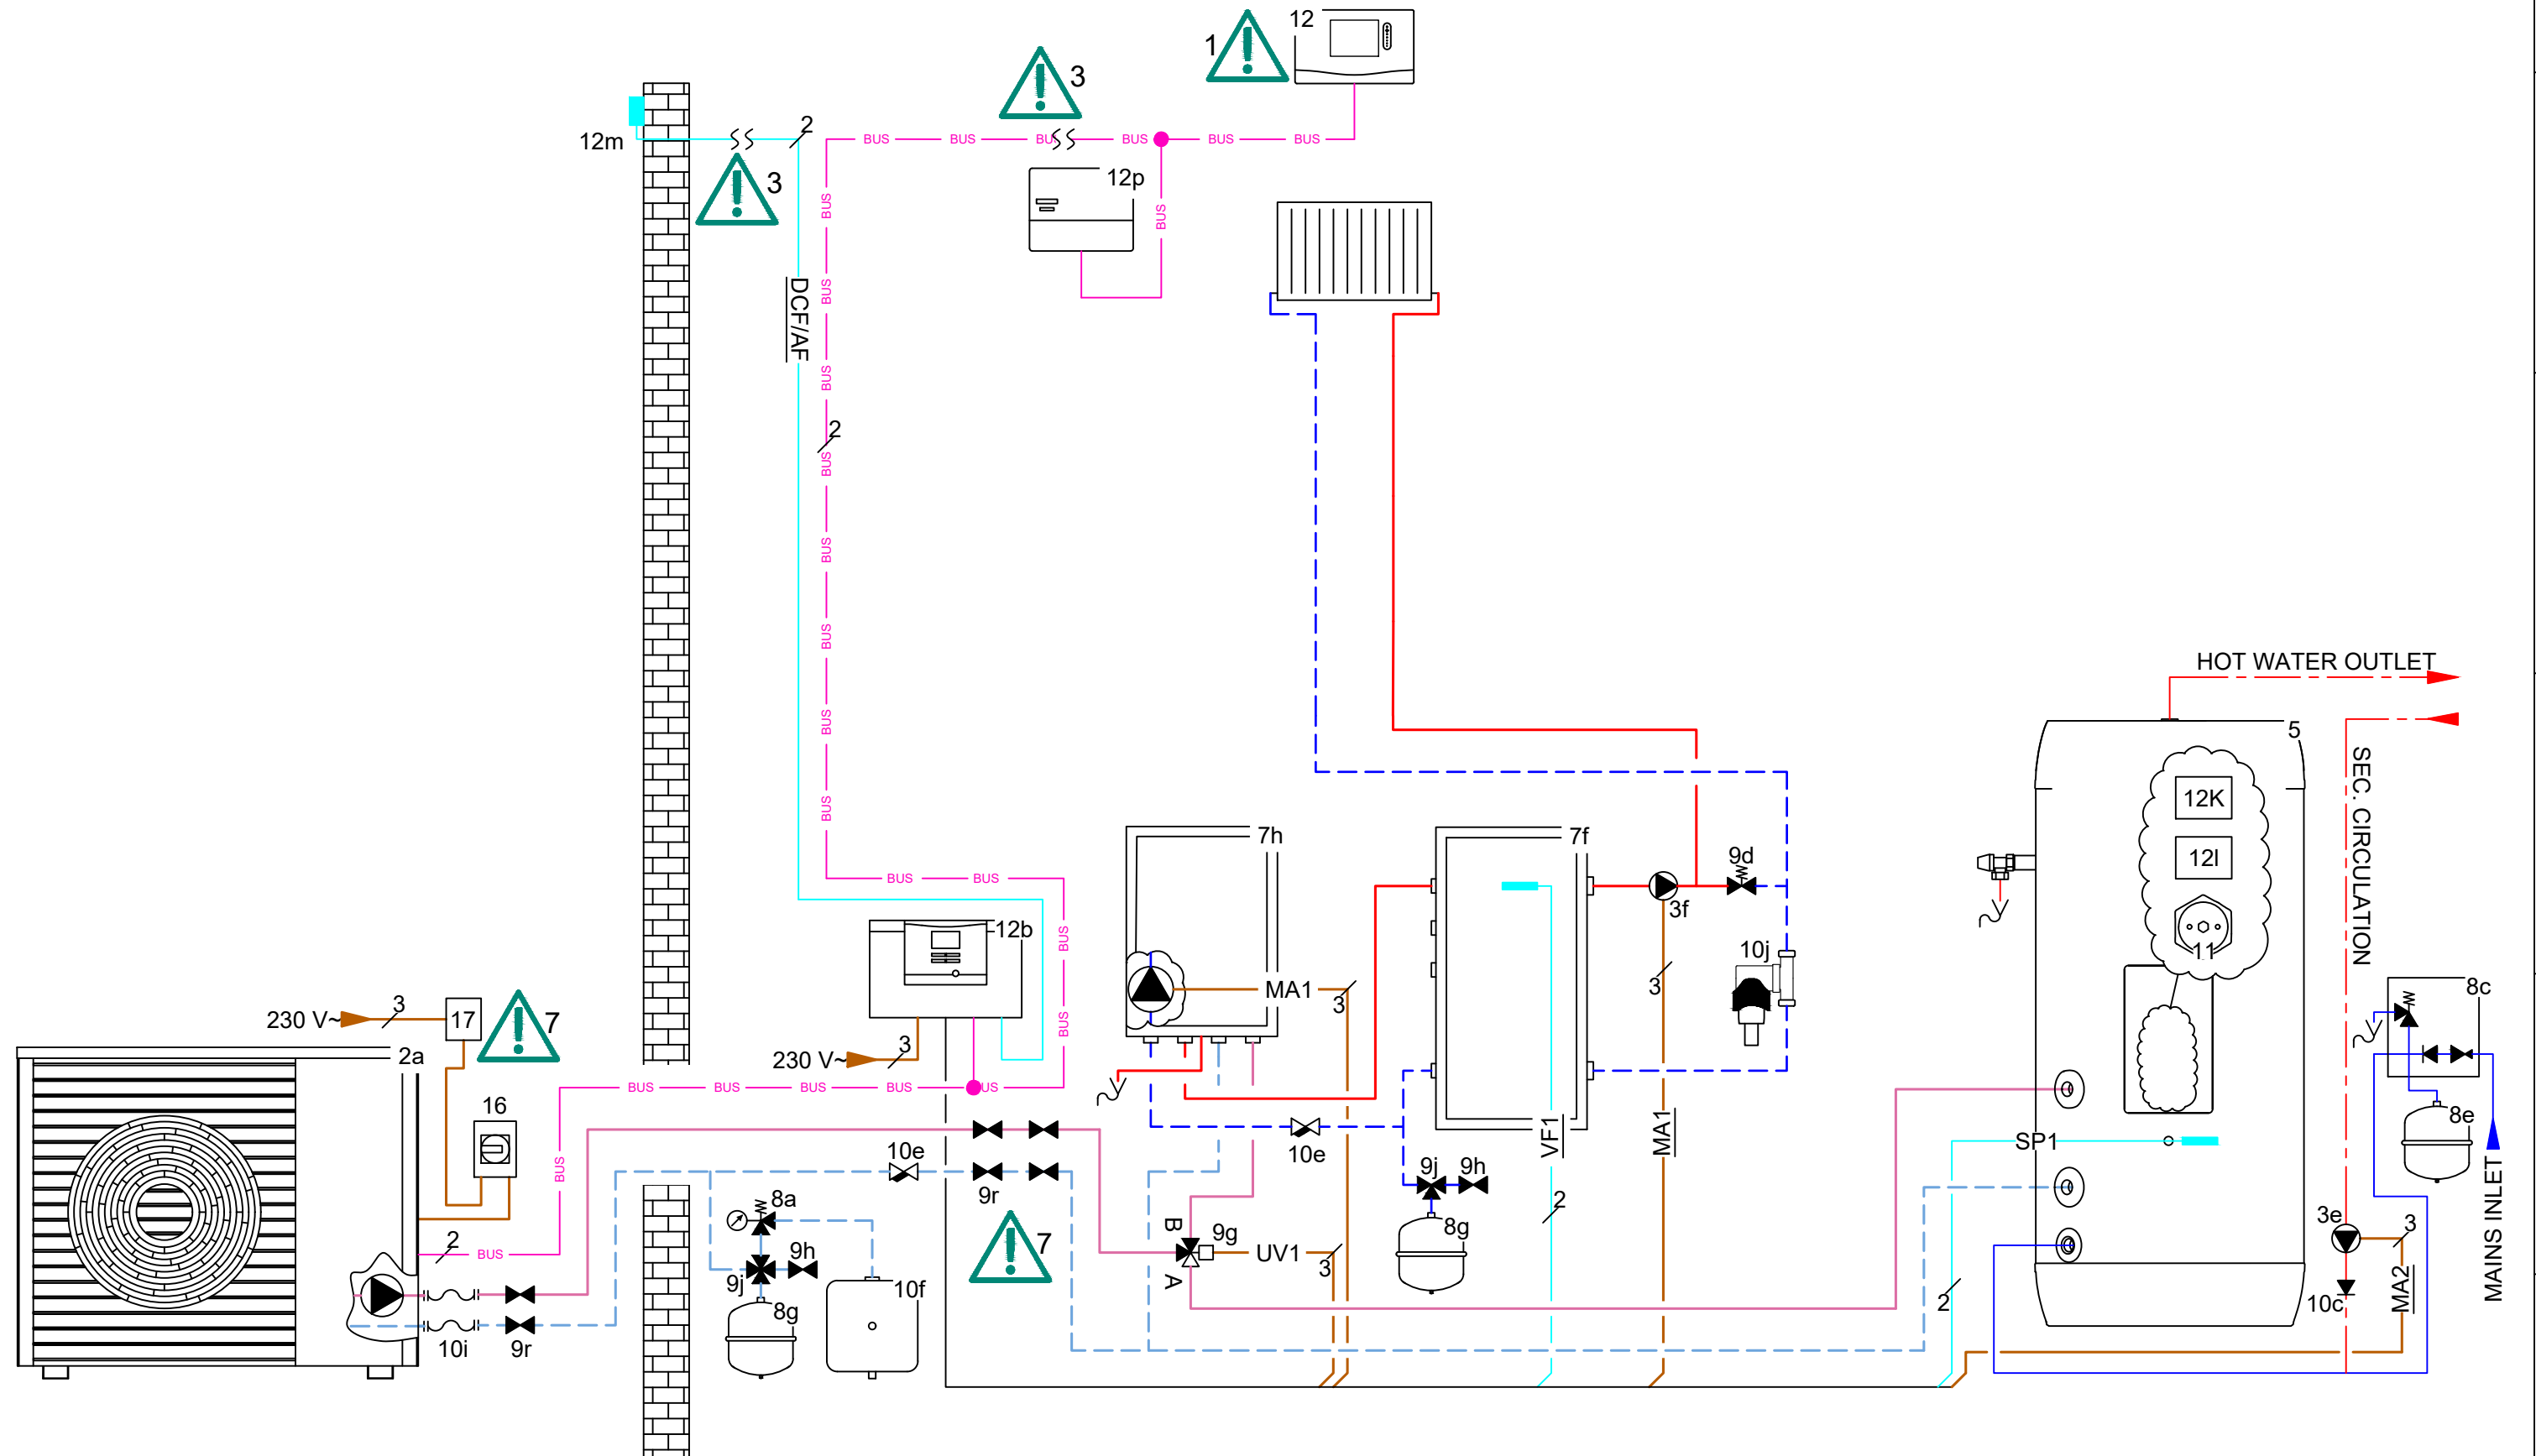 12
1
3
2
BUS
BUS
BUS
BUS
BUS
BUS
12m
3
12p
BUS
BUS
DCF/AF
BUS
BUS
2
BUS
BUS
BUS
HOT WATER OUTLET
BUS
5
SEC. CIRCULATION
12K
BUS
7h
7f
9d
12l
BUS
BUS
3f
12b
BUS
11
10j
MA1
3
3
8c
230 V~
3
17
7
BUS
2a
230 V~
3
BUS
BUS
BUS
BUS
BUS
16
8e
VF1
MA1
SP1
10e
10e
BUS
9j
9h
MAINS INLET
9r
8a
2
B
9g
8g
3e
3
2
BUS
7
UV1
3
9h
9j
A
10f
MA2
8g
2
10c
10i
9r